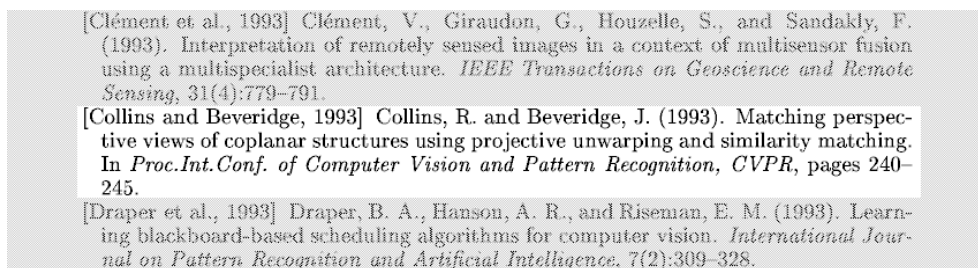 [Clément et al., 1993] Clément, V., Giraudon, G., Houzelle, S., and Sandakly, F.
(1993). Interpretation of remotely sensed images in a context of multisensor fusion
using a multispecialist architecture. IEEE Transactions on Geoscience and Remote
Sensing, 31(4):779–791.
[Collins and Beveridge, 1993] Collins, R. and Beveridge, J. (1993). Matching perspec-
tive views of coplanar structures using projective unwarping and similarity matching.
In Proc.Int.Conf. of Computer Vision and Pattern Recognition, CVPR, pages 240–
245.
[Draper et al., 1993] Draper, B. A., Hanson, A. R., and Riseman, E. M. (1993). Learn-
ing blackboard-based scheduling algorithms for computer vision. International Jour-
nal on Pattern Recognition and Artificial Intelligence, 7(2):309–328.